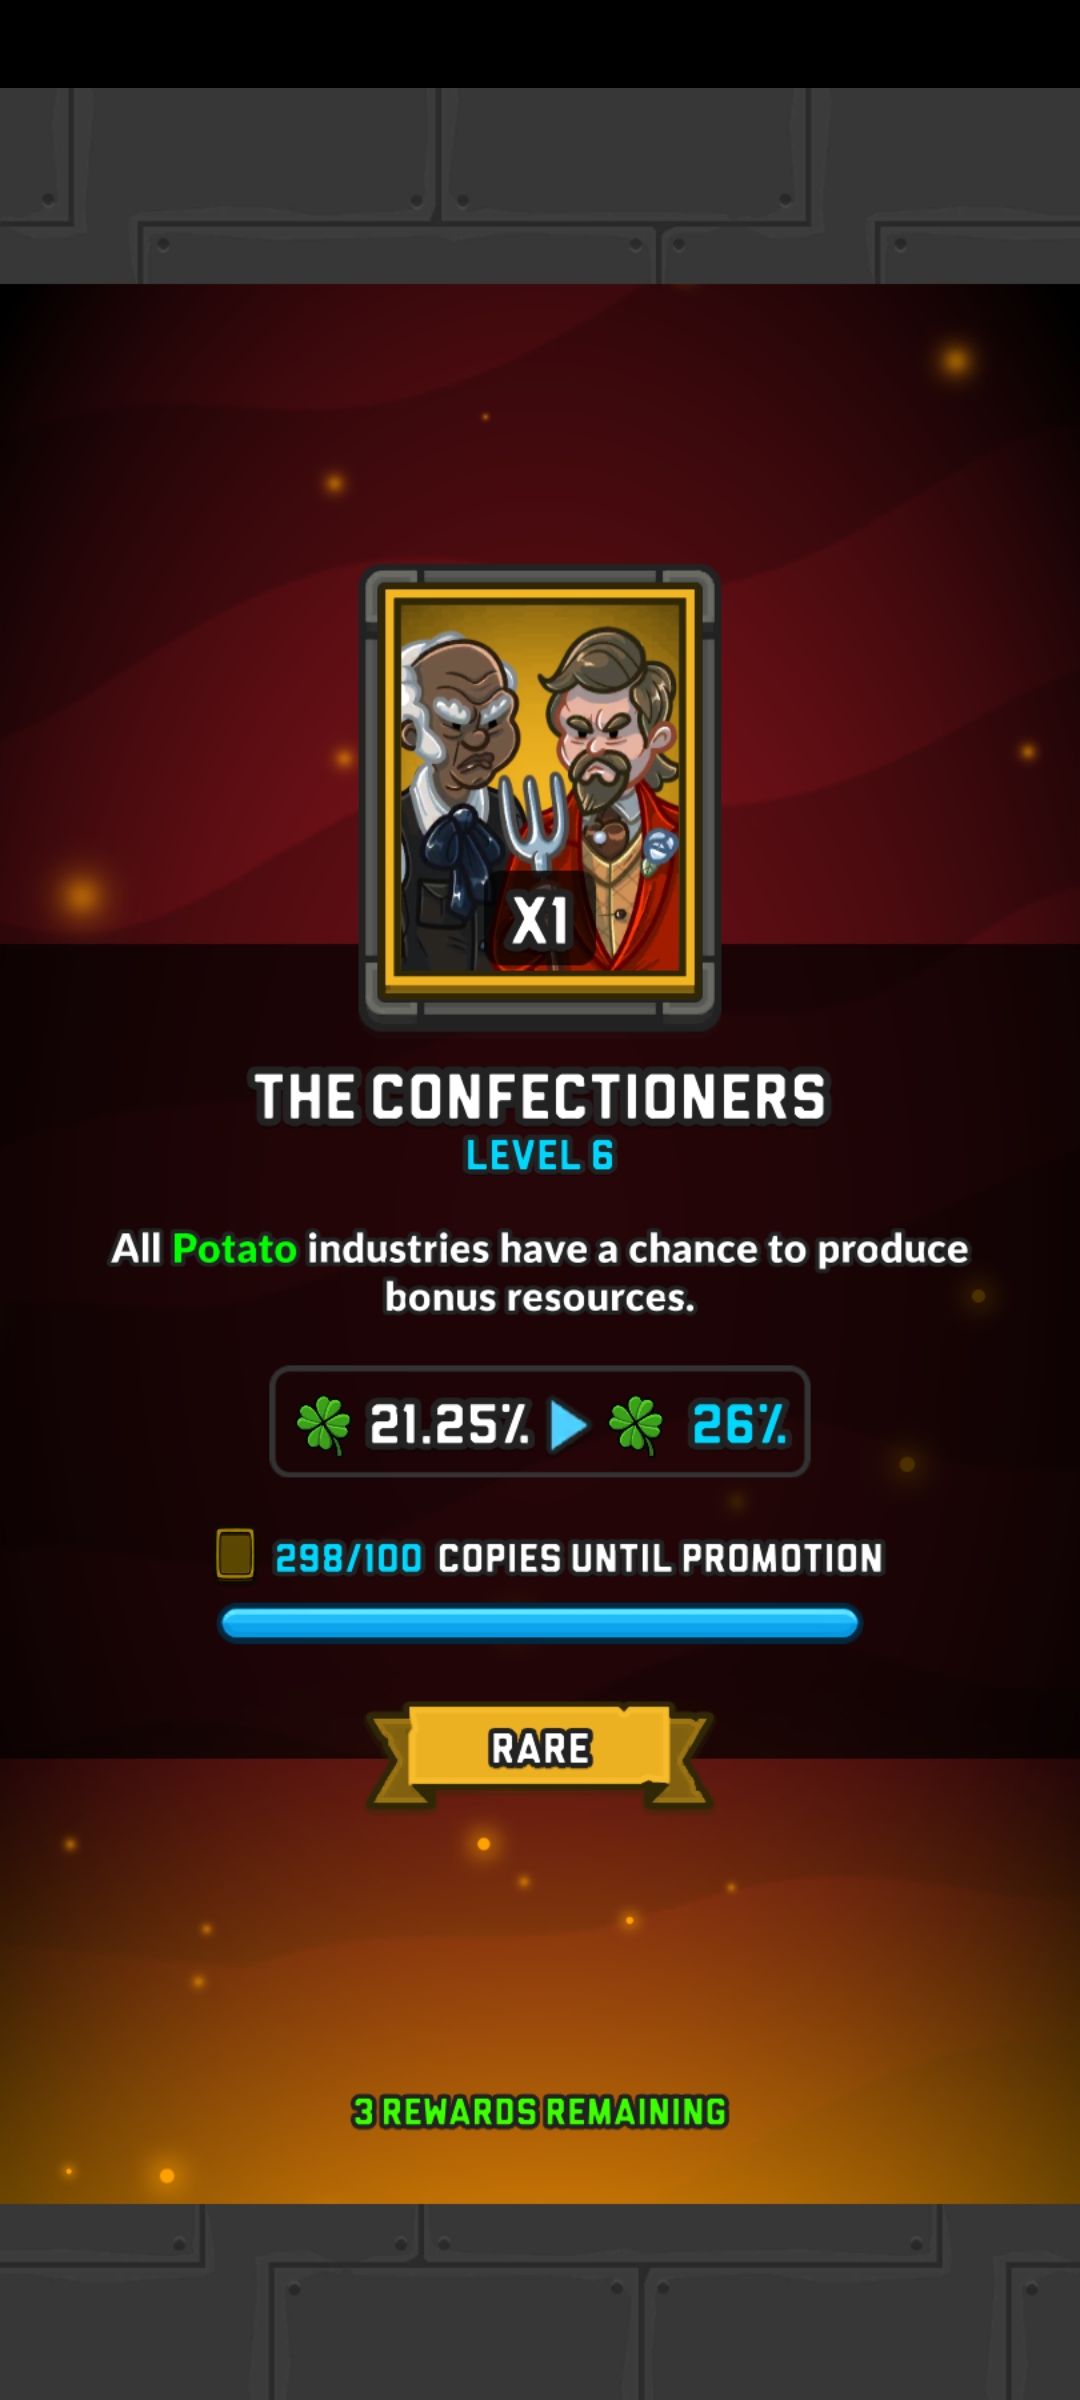 X1
THE CONFECTIONERS
LEVEL 6
All Potato industries have a chance to produce
bonus resources.
21.25% 26%
298/100 COPIES UNTIL PROMOTION
RARE
3 REWARDS REMAINING